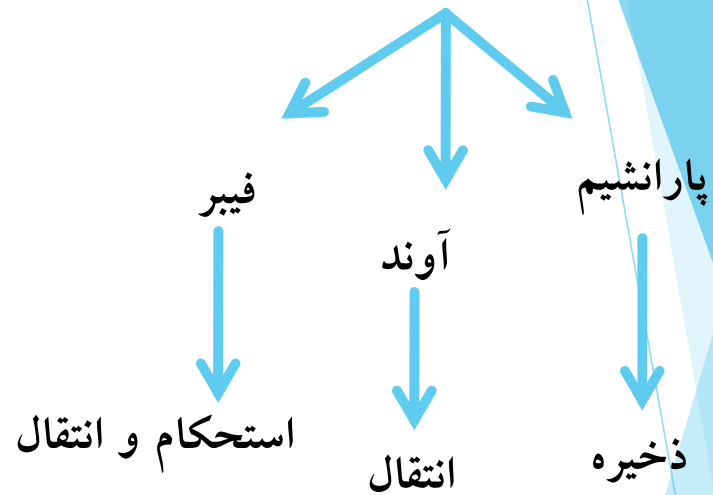 پارانشیم
فیبر
آوند
استحکام و انتقال
انتقال
ذخیره